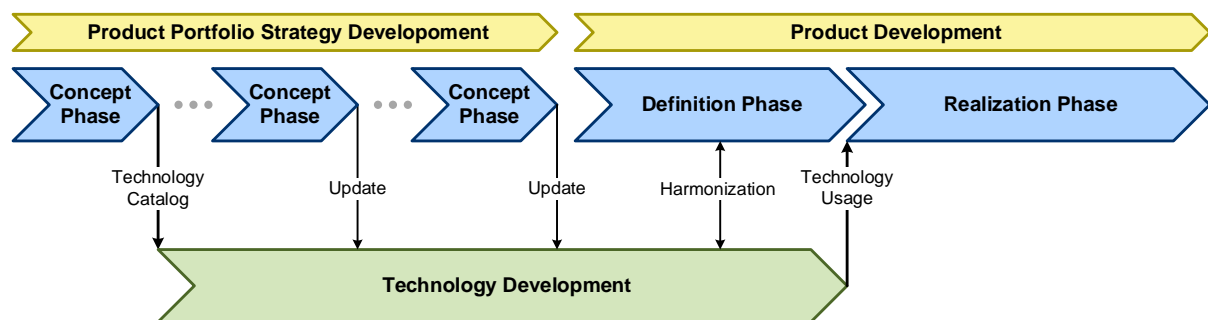 Product Portfolio Strategy Developoment
Product Development
Concept
Phase
Concept
Phase
Concept
Phase
Definition Phase
Realization Phase
Technology
Catalog
Update
Update
Harmonization
Technology
Usage
Technology Development